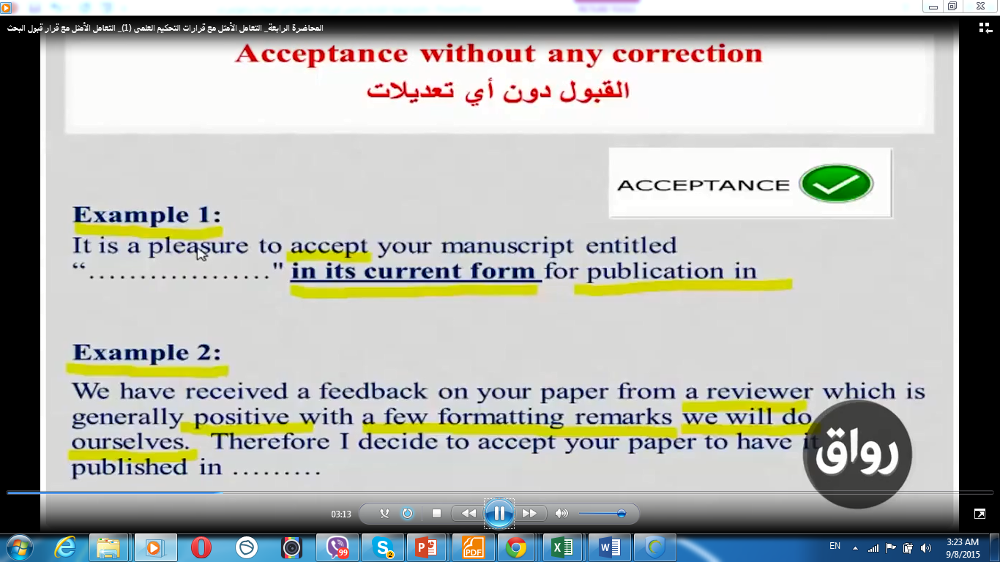 المحاضرة الرابعة_ التعامل الأمثل مع قرارات التحكيم العلمى (1)_ التعامل الأمثل مع قرار قبول البحث
Acceptance without any correction
القبول دون أي تعديلات
ACCEPTANCE
Example 1:
It is a pleasure to accept your manuscript entitled
“.................." in its current form for publication in
Example 2:
We have received a feedback on your paper from a reviewer which is
generally positive with a few formatting remarks we will do
ourselves. Therefore I decide to accept your paper to have it
published in .........
رواق
03:13
99
2
PDF
EN
3:23 AM
9/8/2015